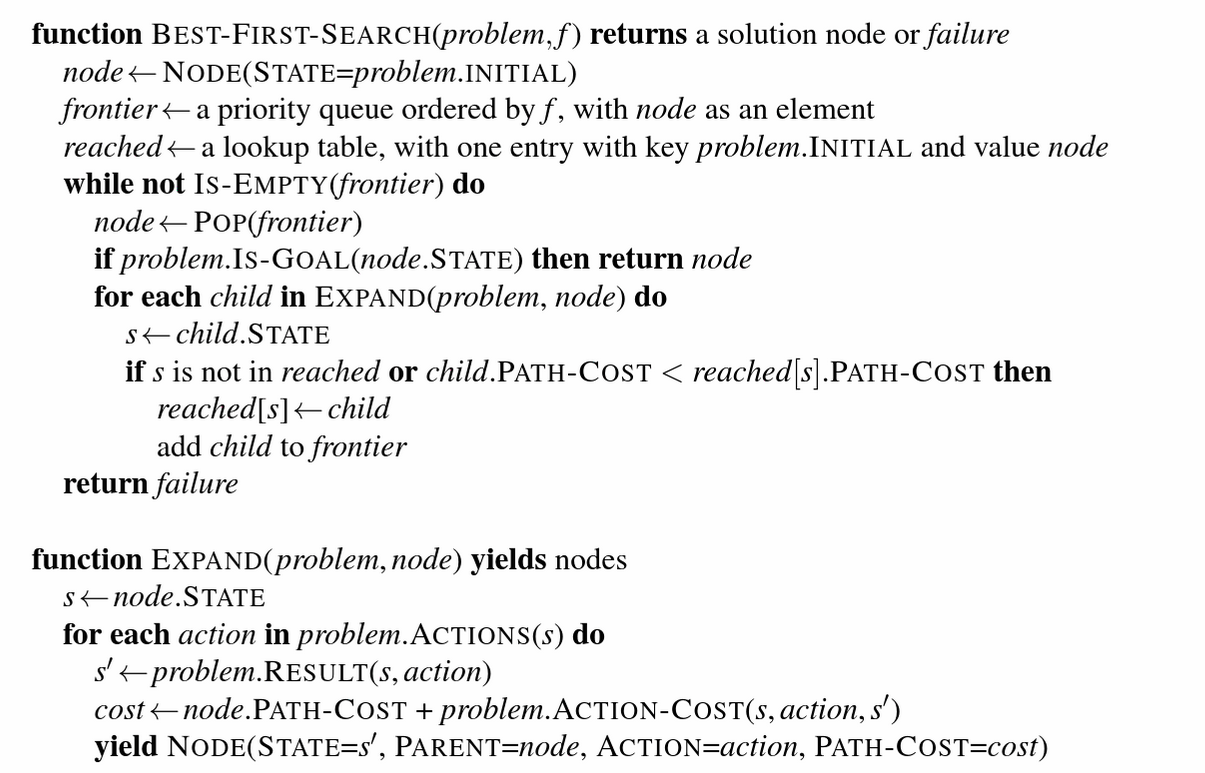 function BEST-FIRST-SEARCH(problem, f) returns a solution node or failure
node ← NODE(STATE=problem.INITIAL)
frontier ← a priority queue ordered by f, with node as an element
reached ← a lookup table, with one entry with key problem.INITIAL and value node
while not IS-EMPTY(frontier) do
node ← POP(frontier)
if problem.IS-GOAL(node.STATE) then return node
for each child in EXPAND(problem, node) do
s ← child.STATE
if s is not in reached or child.PATH-COST < reached[s].PATH-COST then
reached[s] ← child
add child to frontier
return failure
function EXPAND(problem, node) yields nodes
s ← node.STATE
for each action in problem.ACTIONS(s) do
s′ ← problem.RESULT(s, action)
cost ← node.PATH-COST + problem.ACTION-COST(s, action, s′)
yield NODE(STATE=s′, PARENT=node, ACTION=action, PATH-COST=cost)